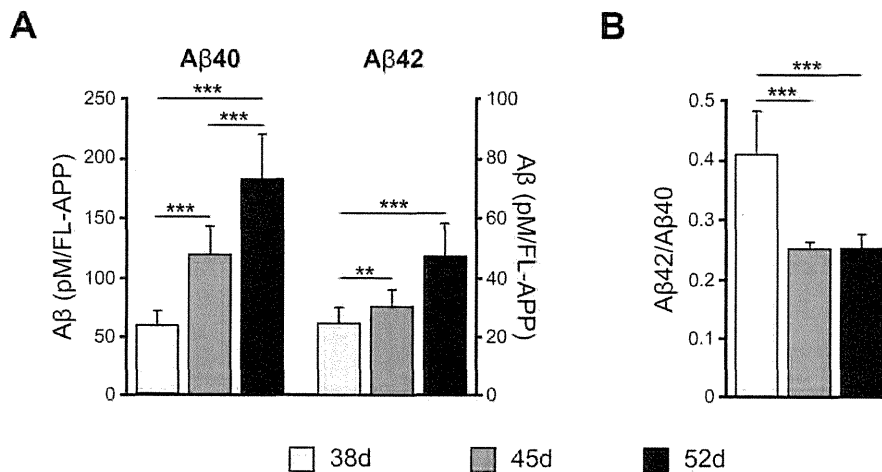 A
B
Aβ40
Aβ42
Aβ (pM/FL-APP)
250
200
150
100
50
0
***
***
***
***
**
100
80
60
40
20
0
Aβ (pM/FL-APP)
Aβ42/Aβ40
0.5
0.4
0.3
0.2
0.1
0
***
***
38d
45d
52d